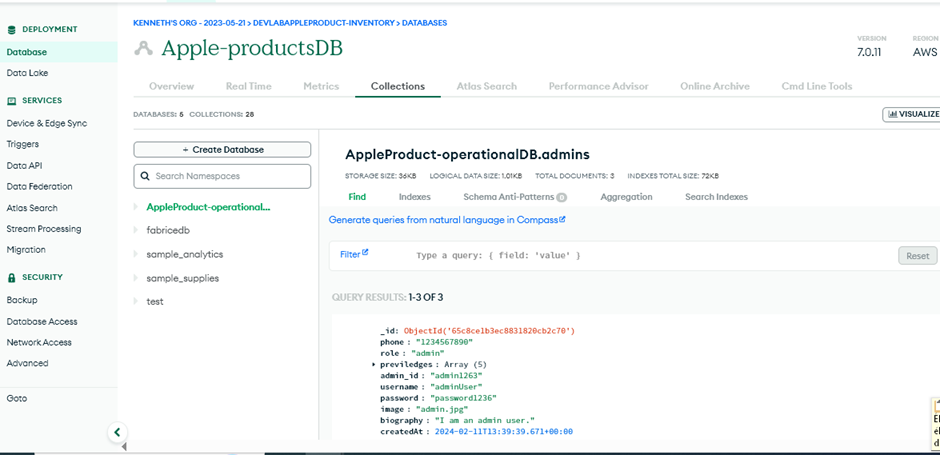 KENNETH'S ORG - 2023-05-21 > DEVLABAPPLEPRODUCT-INVENTORY > DATABASES
DEPLOYMENT
Database
Data Lake
SERVICES
Device & Edge Sync
Triggers
Data API
Data Federation
Atlas Search
Stream Processing
Migration
SECURITY
Backup
Database Access
Network Access
Advanced
Goto
Apple-productsDB
VERSION
7.0.11
REGION
AWS
Overview
Real Time
Metrics
Collections
Atlas Search
Performance Advisor
Online Archive
Cmd Line Tools
DATABASES: 5 COLLECTIONS: 28
VISUALIZE
+ Create Database
Search Namespaces
AppleProduct-operational...
fabricedb
sample_analytics
sample_supplies
test
AppleProduct-operationalDB.admins
STORAGE SIZE: 36KB LOGICAL DATA SIZE: 1.01KB TOTAL DOCUMENTS: 3 INDEXES TOTAL SIZE: 72KB
Find
Indexes
Schema Anti-Patterns 0
Aggregation
Search Indexes
Generate queries from natural language in Compass
Filter
Type a query: { field: 'value' }
Reset
QUERY RESULTS: 1-3 OF 3
_id: ObjectId('65c8ce1b3ec8831820cb2c70')
phone : "1234567890"
role : "admin"
previledges : Array (5)
admin_id : "admin1263"
username : "adminUser"
password : "password1236"
image : "admin.jpg"
biography : "I am an admin user."
createdAt : 2024-02-11T13:39:39.671+00:00